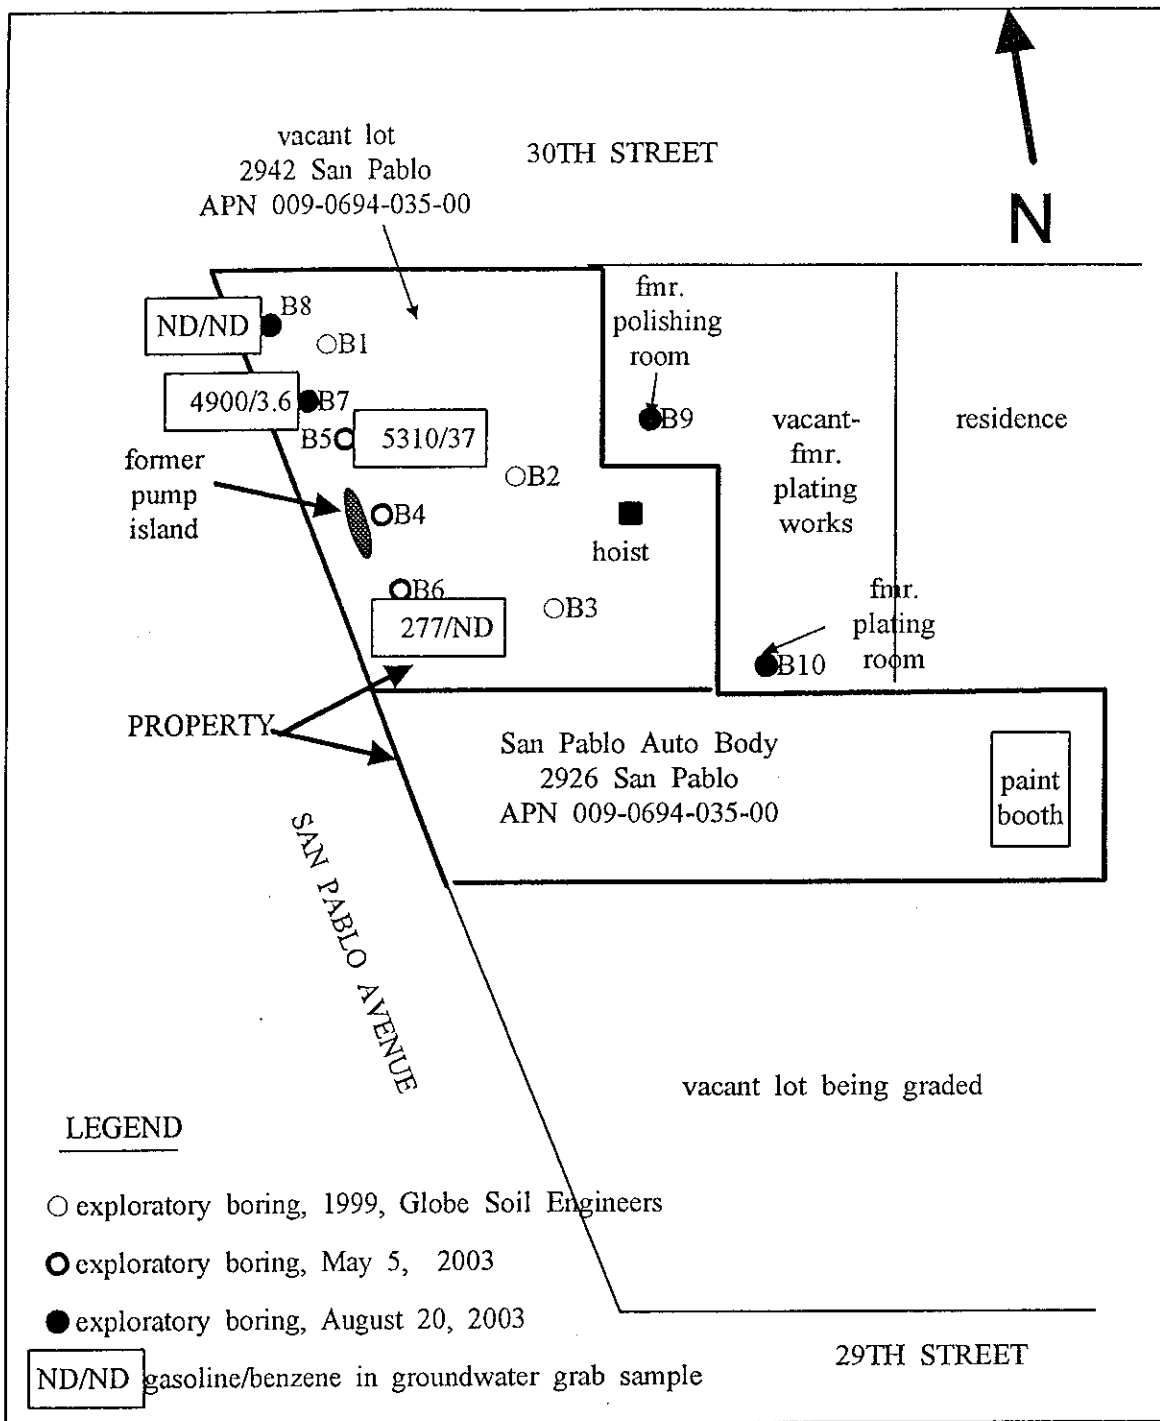 N
vacant lot
2942 San Pablo
APN 009-0694-035-00
30TH STREET
ND/ND
B8
B1
4900/3.6
B7
B5
5310/37
former
pump
island
B4
B2
hoist
B6
277/ND
B3
fmr.
polishing
room
B9
vacant-
fmr.
plating
works
residence
fmr.
plating
room
B10
PROPERTY
San Pablo Auto Body
2926 San Pablo
APN 009-0694-035-00
paint
booth
SAN PABLO AVENUE
vacant lot being graded
LEGEND
exploratory boring, 1999, Globe Soil Engineers
exploratory boring, May 5, 2003
exploratory boring, August 20, 2003
ND/ND gasoline/benzene in groundwater grab sample
29TH STREET